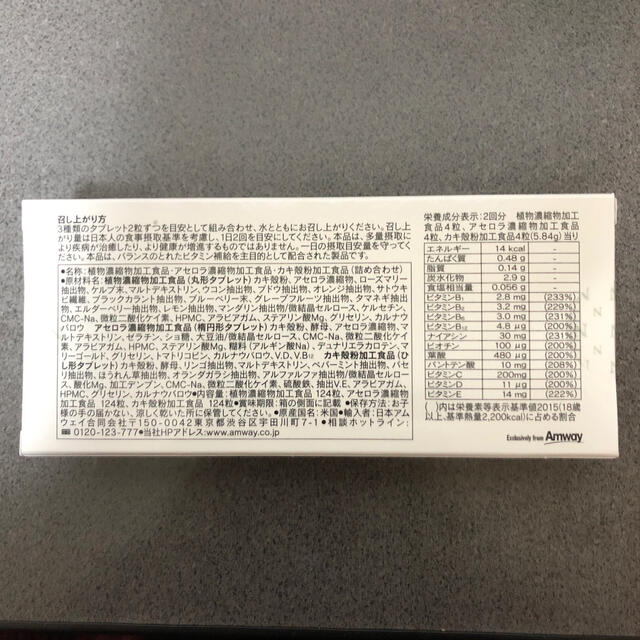 召し上がり方
3種類のタブレット2粒ずつを目安として組み合わせ、水とともにお召し上がりください。召し上
がり量は日本人の食事摂取基準を考慮し、1日2回を目安にしてください。本品は、多量摂取に
より疾病が治癒したり、より健康が増進するものではありません。一日の摂取目安量を守ってく
ださい。本品は、バランスのとれたビタミン補給を主目的として配合された製品です。
●名称:植物濃縮物加工食品・アセロラ濃縮物加工食品・カキ殻粉加工食品(詰め合わせ)
●原材料名:植物濃縮物加工食品(丸形タブレット)カキ殻粉、アセロラ濃縮物、ローズマリー
抽出物、ケルプ末、マルトデキストリン、ウコン抽出物、ブドウ抽出物、オレンジ抽出物、サトウ
キビ繊維、ブラックカラント抽出物、ブルーベリー末、グレープフルーツ抽出物、タマネギ抽出
物、エルダーベリー抽出物、レモン抽出物、マンダリン抽出物/微結晶セルロース、ケルセチン、
CMC-Na、微粒二酸化ケイ素、HPMC、アラビアガム、ステアリン酸Mg、グリセリン、カルナウ
バロウ アセロラ濃縮物加工食品(楕円形タブレット)カキ殻粉、酵母、アセロラ濃縮物、マ
ルトデキストリン、ゼラチン、ショ糖、大豆油/微結晶セルロース、CMC-Na、微粒二酸化ケイ
素、アラビアガム、HPMC、ステアリン酸Mg、糊料(アルギン酸Na)、デュナリエラカロテン、マ
リーゴールド、グリセリン、トマトリコピン、カルナウバロウ、V.D、V.B12 カキ殻粉加工食品(ひ
し形タブレット)カキ殻粉、酵母、リンゴ抽出物、マルトデキストリン、ペパーミント抽出物、パセ
リ抽出物、ほうれん草抽出物、オランダガラシ抽出物、アルファルファ抽出物/微結晶セルロー
ス、酸化Mg、加工デンプン、CMC-Na、微粒二酸化ケイ素、硫酸鉄、抽出V.E、アラビアガム、
HPMC、グリセリン、カルナウバロウ●内容量:植物濃縮物加工食品 124粒、アセロラ濃縮物加
工食品 124粒、カキ殻粉加工食品 124粒●賞味期限:箱の側面に記載 ●保存方法:お子
様の手の届かない、涼しく乾いた所に保管してください。●原産国名:米国●輸入者:日本アム
ウェイ合同会社 〒150-0042 東京都渋谷区宇田川町7-1●相談ホットライン:
0120-123-777●当社HPアドレス:www.amway.co.jp
栄養成分表示:2回分 植物濃縮物加工
食品4粒、アセロラ濃縮物加工食品
4粒、カキ殻粉加工食品4粒(5.84g)当り
エネルギー 14 kcal -
たんぱく質 0.48 g -
脂質 0.14 g -
炭水化物 2.9 g -
食塩相当量 0.056 g -
ビタミンB1 2.8 mg (233%)
ビタミンB2 3.2 mg (229%)
ビタミンB6 3.0 mg (231%)
ビタミンB12 4.8 μg (200%)
ナイアシン 30 mg (231%)
ビオチン 100 μg (200%)
葉酸 480 μg (200%)
パントテン酸 10 mg (208%)
ビタミンC 200mg (200%)
ビタミンD 11 μg (200%)
ビタミンE 14 mg (222%)
( )内は栄養素等表示基準値2015(18歳
以上、基準熱量2,200kcal)に占める割合
Exclusively from Amway